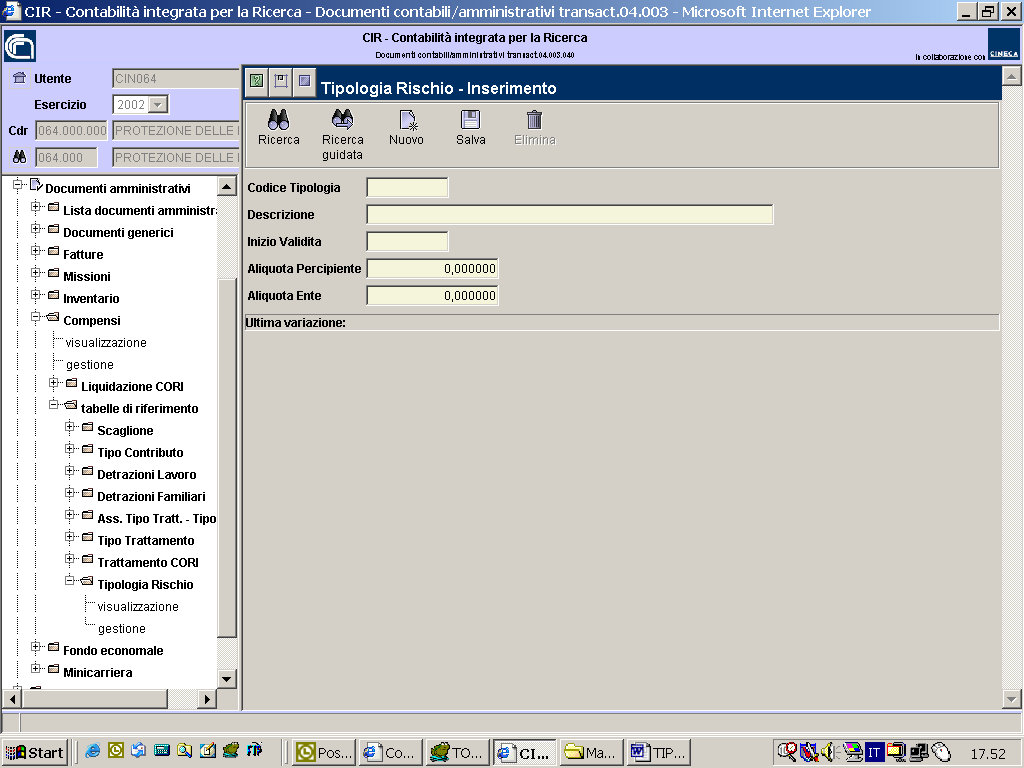 CIR - Contabilità integrata per la Ricerca - Documenti contabili/amministrativi transact.04.003 - Microsoft Internet Explorer
CIR - Contabilità integrata per la Ricerca
Documenti contabili/amministrativi transact.04.003.040
in collaborazione con CINECA
Utente CIN064
Esercizio 2002
Cdr 064.000.000 PROTEZIONE DELLE
064.000 PROTEZIONE DELLE
Documenti amministrativi
Lista documenti amministra
Documenti generici
Fatture
Missioni
Inventario
Compensi
visualizzazione
gestione
Liquidazione CORI
tabelle di riferimento
Scaglione
Tipo Contributo
Detrazioni Lavoro
Detrazioni Familiari
Ass. Tipo Tratt. - Tipo
Tipo Trattamento
Trattamento CORI
Tipologia Rischio
visualizzazione
gestione
Fondo economale
Minicarriera
Tipologia Rischio - Inserimento
Ricerca
Ricerca guidata
Nuovo
Salva
Elimina
Codice Tipologia
Descrizione
Inizio Validita
Aliquota Percipiente 0,000000
Aliquota Ente 0,000000
Ultima variazione:
Start
Pos...
Co...
TO...
CI...
Ma...
TIP...
IT
17.52